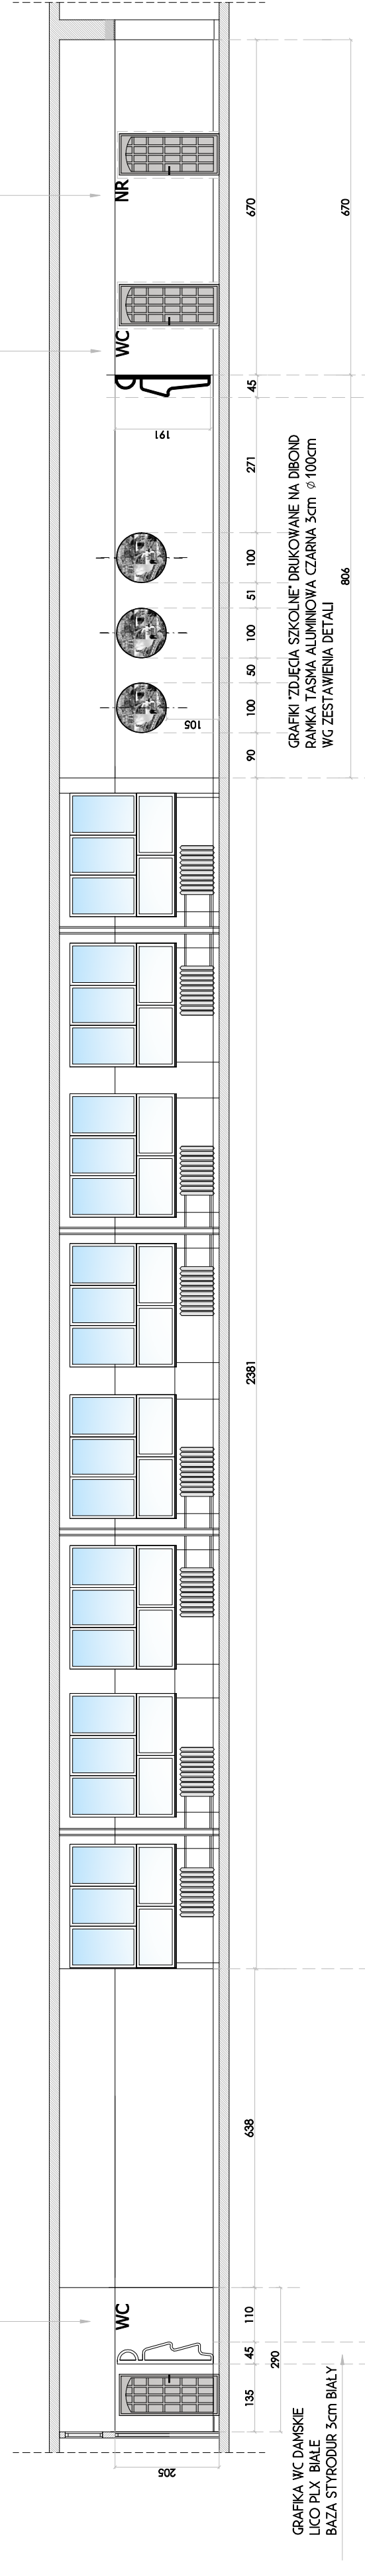 NR
670
670
WC
45
191
271
100
51
100
50
100
105
90
806
GRAFIKI "ZDJĘCIA SZKOLNE" DRUKOWANE NA DIBOND
RAMKA TASMA ALUMINIOWA CZARNA 3cm ⌀100cm
WG ZESTAWIENIA DETALI
2381
638
WC
110
45
135
290
205
GRAFIKA WC DAMSKIE
LICO PLX BIAŁE
BAZA STYRODUR 3cm BIAŁY